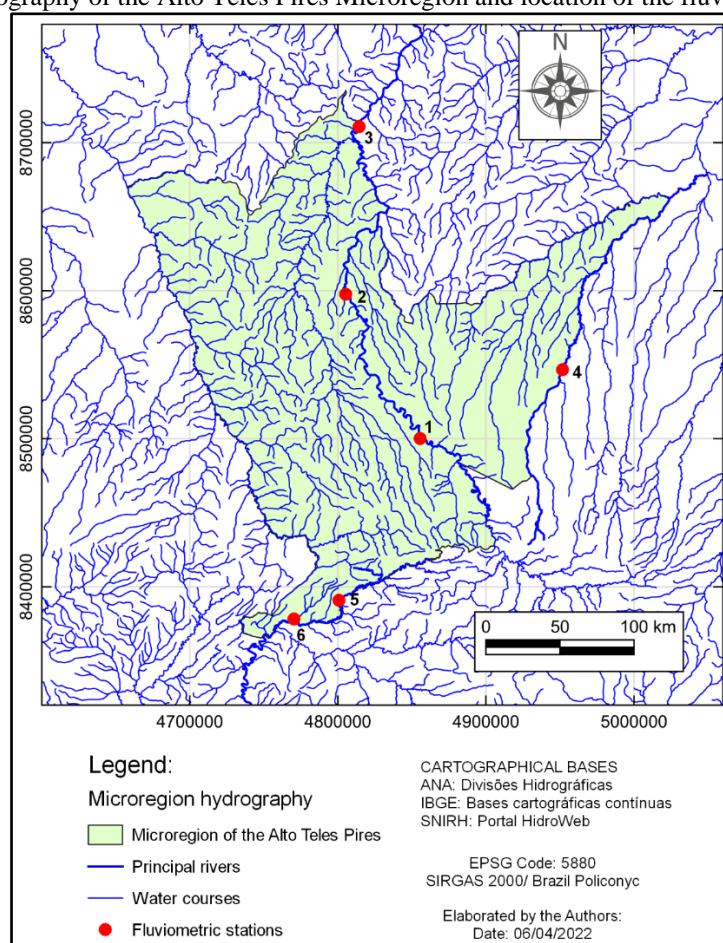 ography of the Alto Teles Pires Microregion and location of the fluv
N
3
8700000
2
8600000
4
1
8500000
8400000
5
6
0 50 100 km
4700000 4800000 4900000 5000000
Legend:
Microregion hydrography
Microregion of the Alto Teles Pires
Principal rivers
Water courses
Fluviometric stations
CARTOGRAPHICAL BASES
ANA: Divisões Hidrográficas
IBGE: Bases cartográficas contínuas
SNIRH: Portal HidroWeb
EPSG Code: 5880
SIRGAS 2000/ Brazil Policonyc
Elaborated by the Authors:
Date: 06/04/2022